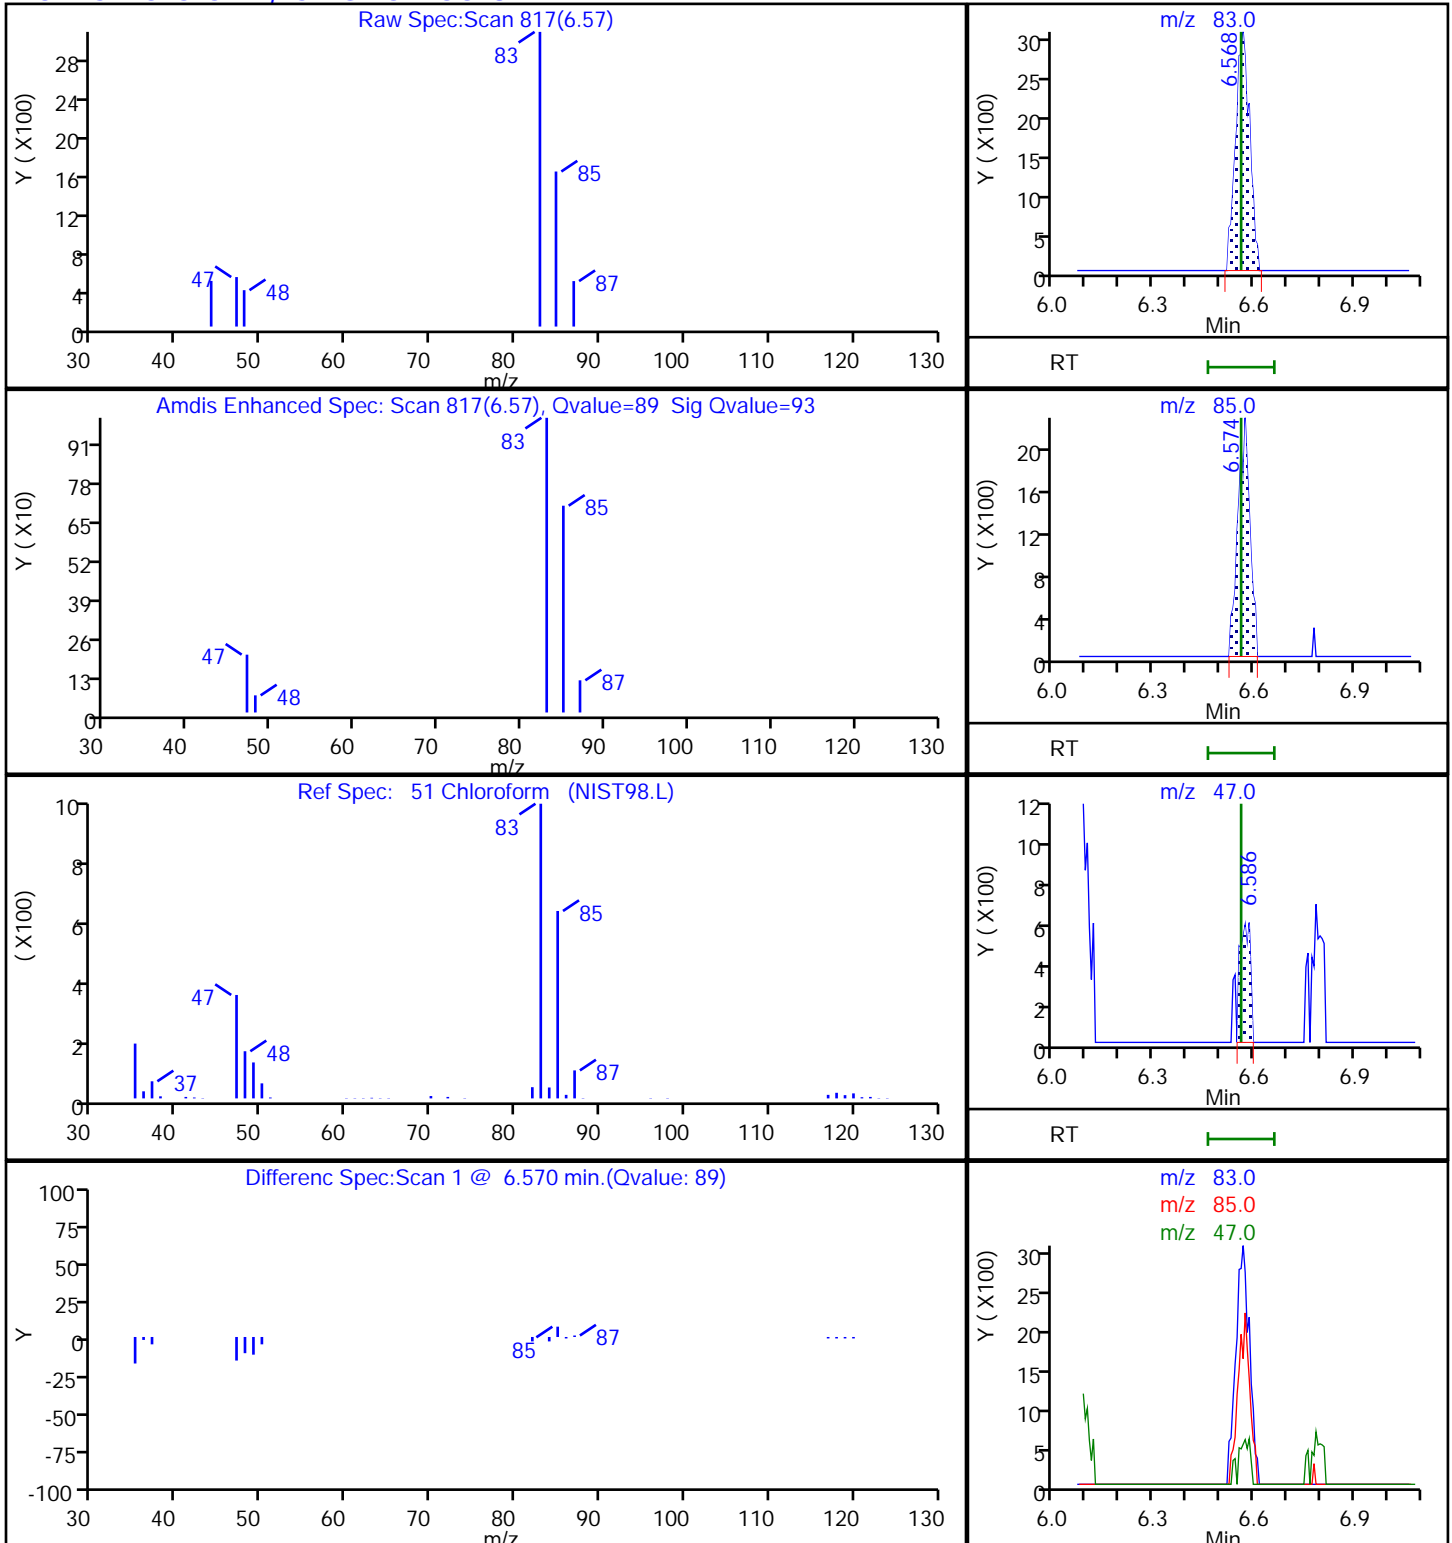 Raw Spec:Scan 817(6.57)
Y ( X100)
28
24
20
16
12
8
4
0
83
85
87
47
48
30 40 50 60 70 80 90 100 110 120 130
m/z
m/z 83.0
Y ( X100)
30
25
20
15
10
5
0
6.568
6.0 6.3 6.6 6.9
Min
RT
Amdis Enhanced Spec: Scan 817(6.57), Qvalue=89 Sig Qvalue=93
Y ( X10)
91
78
65
52
39
26
13
0
83
85
47
48
87
30 40 50 60 70 80 90 100 110 120 130
m/z
m/z 85.0
Y ( X100)
20
16
12
8
4
0
6.574
6.0 6.3 6.6 6.9
Min
RT
Ref Spec: 51 Chloroform (NIST98.L)
( X100)
10
8
6
4
2
0
83
85
47
48
37
87
30 40 50 60 70 80 90 100 110 120 130
m/z 47.0
Y ( X100)
12
10
8
6
4
2
0
6.586
6.0 6.3 6.6 6.9
Min
RT
Differenc Spec:Scan 1 @ 6.570 min.(Qvalue: 89)
Y
100
75
50
25
0
-25
-50
-75
-100
85
87
30 40 50 60 70 80 90 100 110 120 130
m/z
m/z 83.0
m/z 85.0
m/z 47.0
Y ( X100)
30
25
20
15
10
5
0
6.0 6.3 6.6 6.9
Min